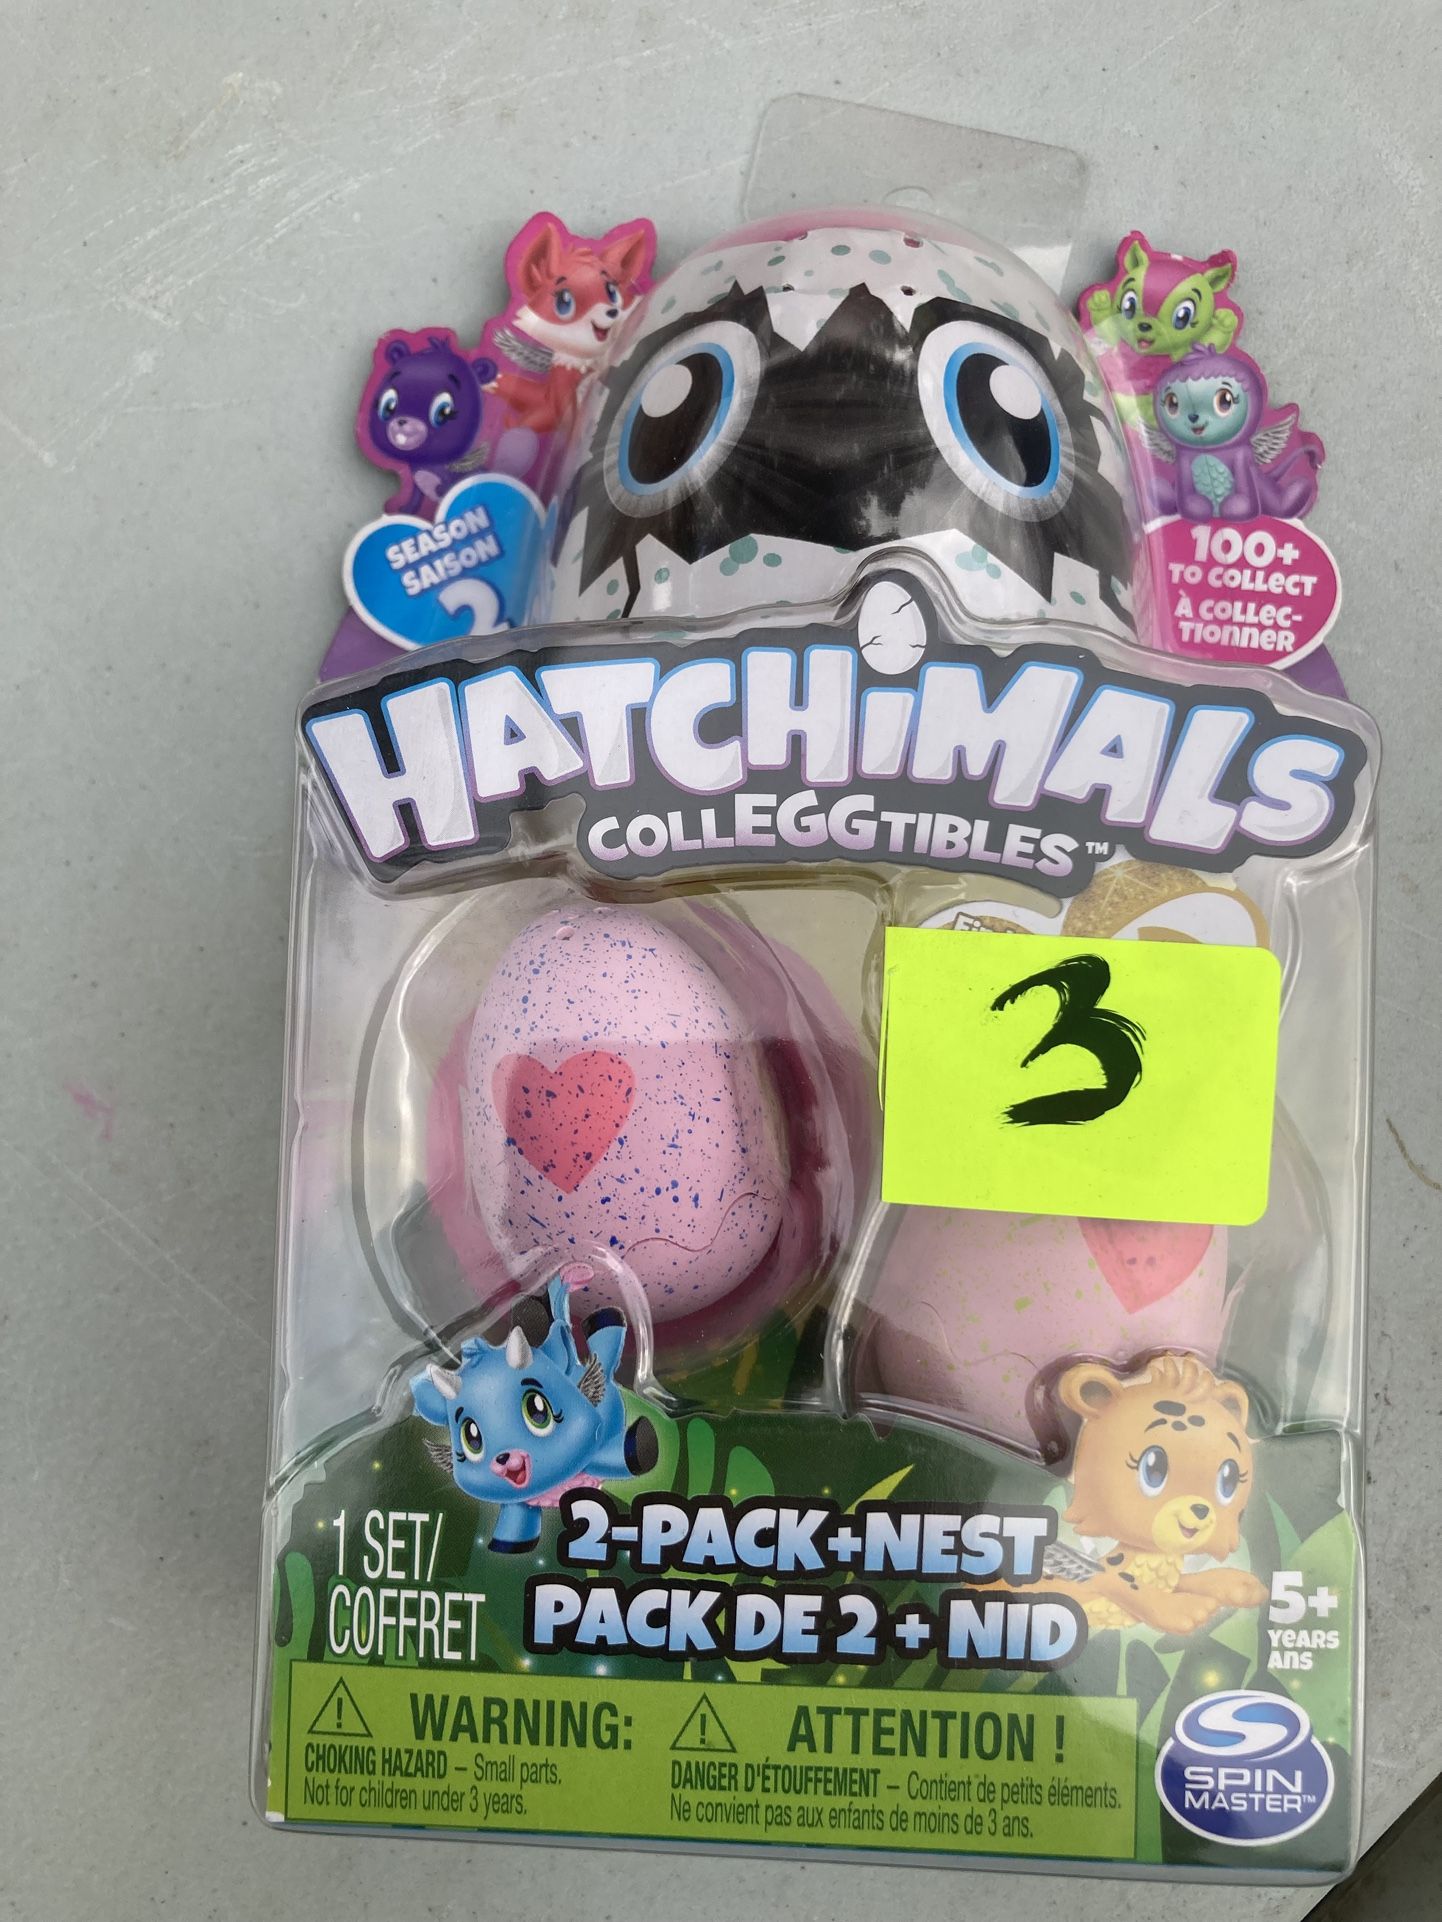 SEASON
SAISON
2
100+
TO COLLECT
À COLLEC-
TIONNER
HATCHIMALS
COLLEGGTIBLES™
3
2-PACK+NEST
PACK DE 2 + NID
1 SET/
COFFRET
5+
YEARS
ANS
WARNING:
CHOKING HAZARD – Small parts.
Not for children under 3 years.
ATTENTION !
DANGER D'ÉTOUFFEMENT – Contient de petits éléments.
Ne convient pas aux enfants de moins de 3 ans.
SPIN
MASTER™